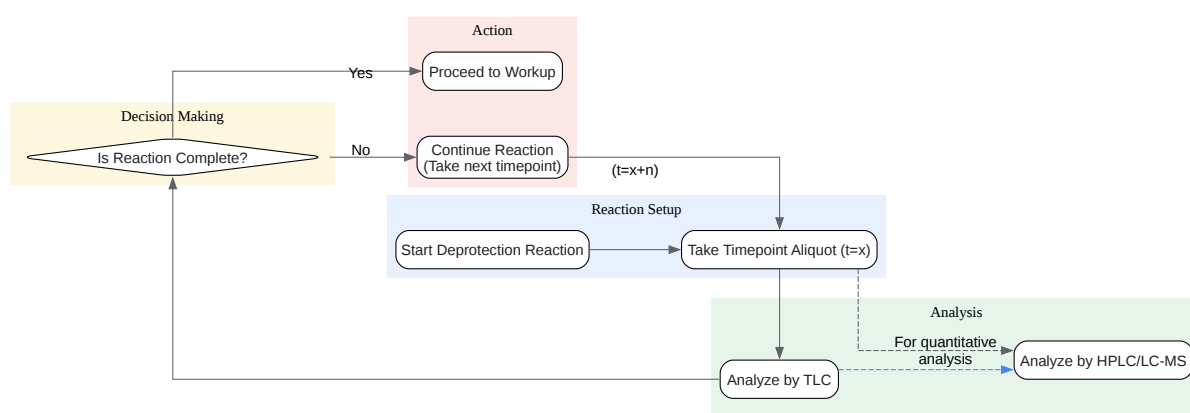 Action
Proceed to Workup
Yes
Decision Making
Is Reaction Complete?
No
Continue Reaction
(Take next timepoint)
(t=x+n)
Reaction Setup
Start Deprotection Reaction
Take Timepoint Aliquot (t=x)
Analysis
For quantitative
analysis
Analyze by HPLC/LC-MS
Analyze by TLC